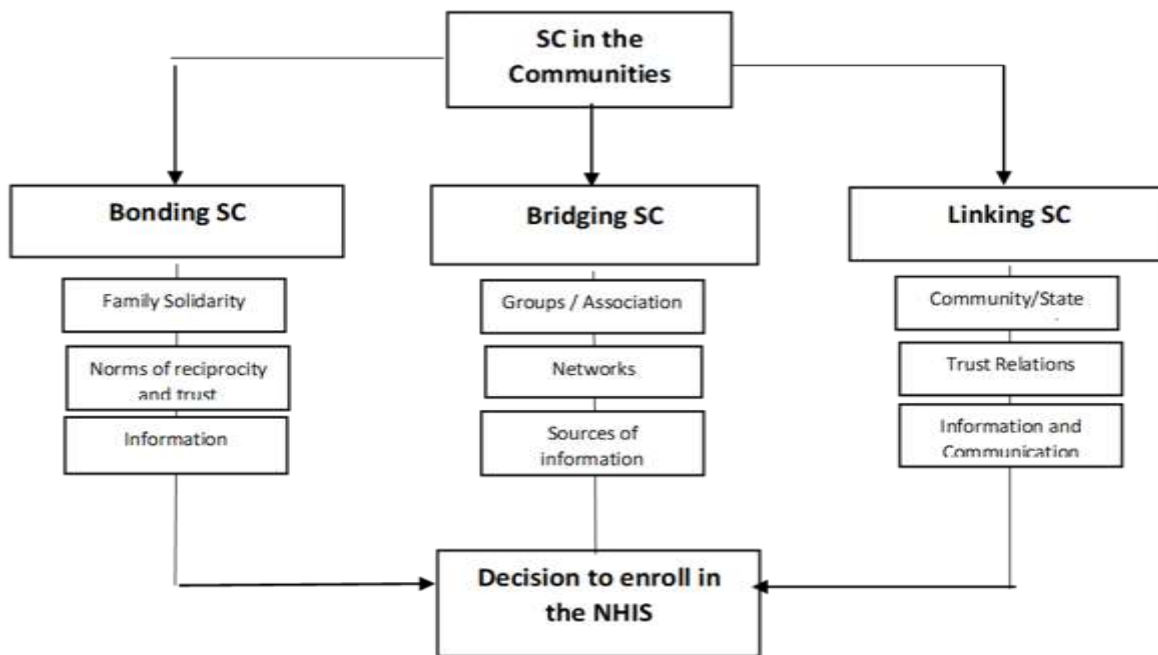 SC in the
Communities
Bonding SC
Family Solidarity
Norms of reciprocity
and trust
Information
Bridging SC
Groups / Association
Networks
Sources of
information
Linking SC
Community/State
Trust Relations
Information and
Communication
Decision to enroll in
the NHIS